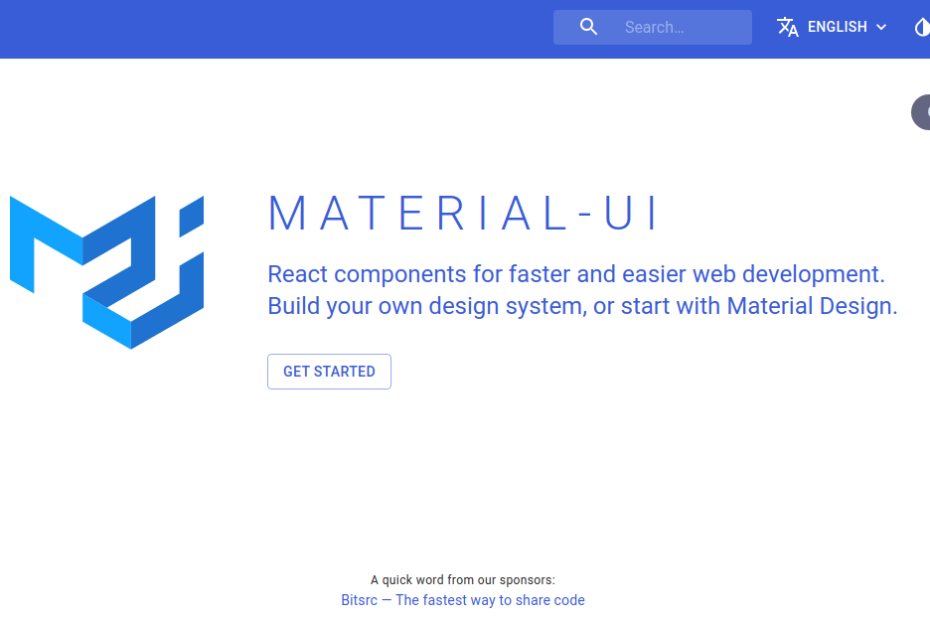 Search...
ENGLISH
MATERIAL-UI
React components for faster and easier web development.
Build your own design system, or start with Material Design.
GET STARTED
A quick word from our sponsors:
Bitsrc — The fastest way to share code